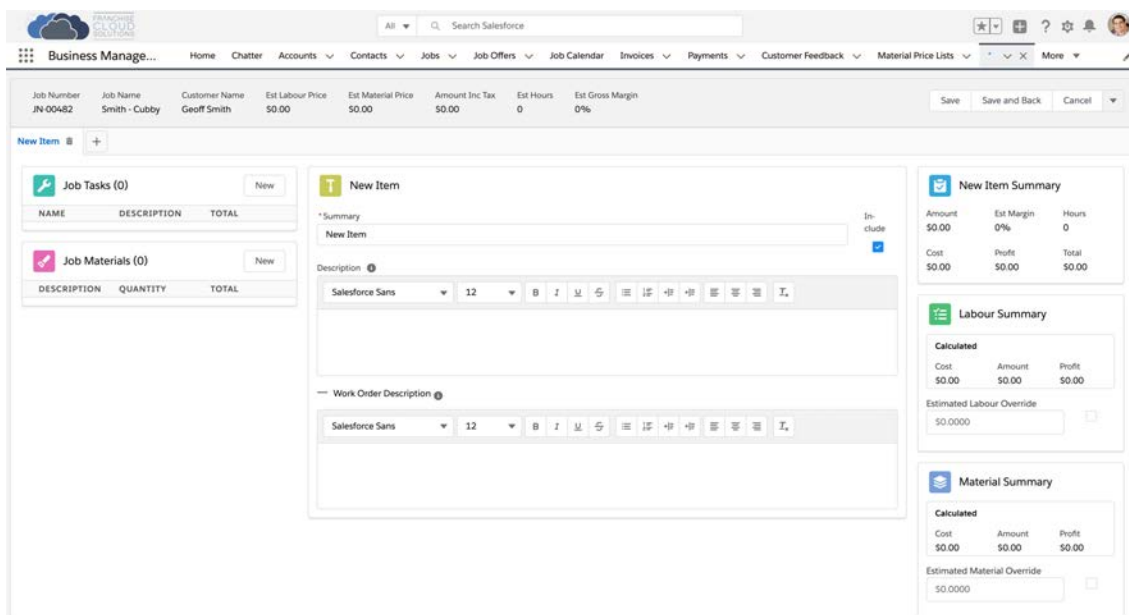 FRANCHISE
CLOUD
SOLUTIONS
All Search Salesforce
Business Manage... Home Chatter Accounts Contacts Jobs Job Offers Job Calendar Invoices Payments Customer Feedback Material Price Lists * More
Job Number Job Name Customer Name Est Labour Price Est Material Price Amount Inc Tax Est Hours Est Gross Margin
JN-00482 Smith - Cubby Geoff Smith $0.00 $0.00 $0.00 0 0%
Save Save and Back Cancel
New Item +
Job Tasks (0) New
NAME DESCRIPTION TOTAL
Job Materials (0) New
DESCRIPTION QUANTITY TOTAL
New Item
*Summary
New Item
In-
clude
Description
Salesforce Sans 12 B I U S
Work Order Description
Salesforce Sans 12 B I U S
New Item Summary
Amount Est Margin Hours
$0.00 0% 0
Cost Profit Total
$0.00 $0.00 $0.00
Labour Summary
Calculated
Cost Amount Profit
$0.00 $0.00 $0.00
Estimated Labour Override
$0.0000
Material Summary
Calculated
Cost Amount Profit
$0.00 $0.00 $0.00
Estimated Material Override
$0.0000